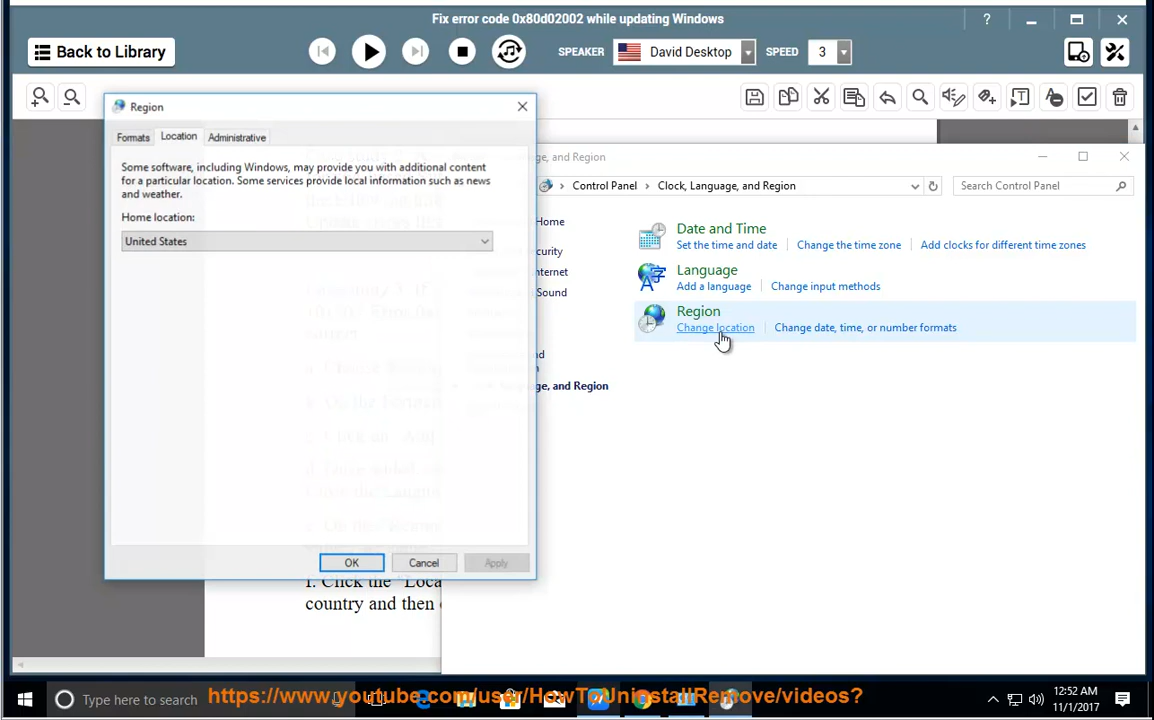 Fix error code 0x80d02002 while updating Windows
?
Back to Library
SPEAKER
David Desktop
SPEED
3
Region
Formats
Location
Administrative
Some software, including Windows, may provide you with additional content
for a particular location. Some services provide local information such as news
and weather.
Home location:
United States
OK
Cancel
Apply
f. Click the "Loca
country and then
age, and Region
Control Panel > Clock, Language, and Region
Search Control Panel
Home
curity
Internet
Sound
nd
age, and Region
Date and Time
Set the time and date
Change the time zone
Add clocks for different time zones
Language
Add a language
Change input methods
Region
Change location
Change date, time, or number formats
Type here to search
https://www.youtube.com/user/HowToUninstallRemove/videos?
12:52 AM
11/1/2017